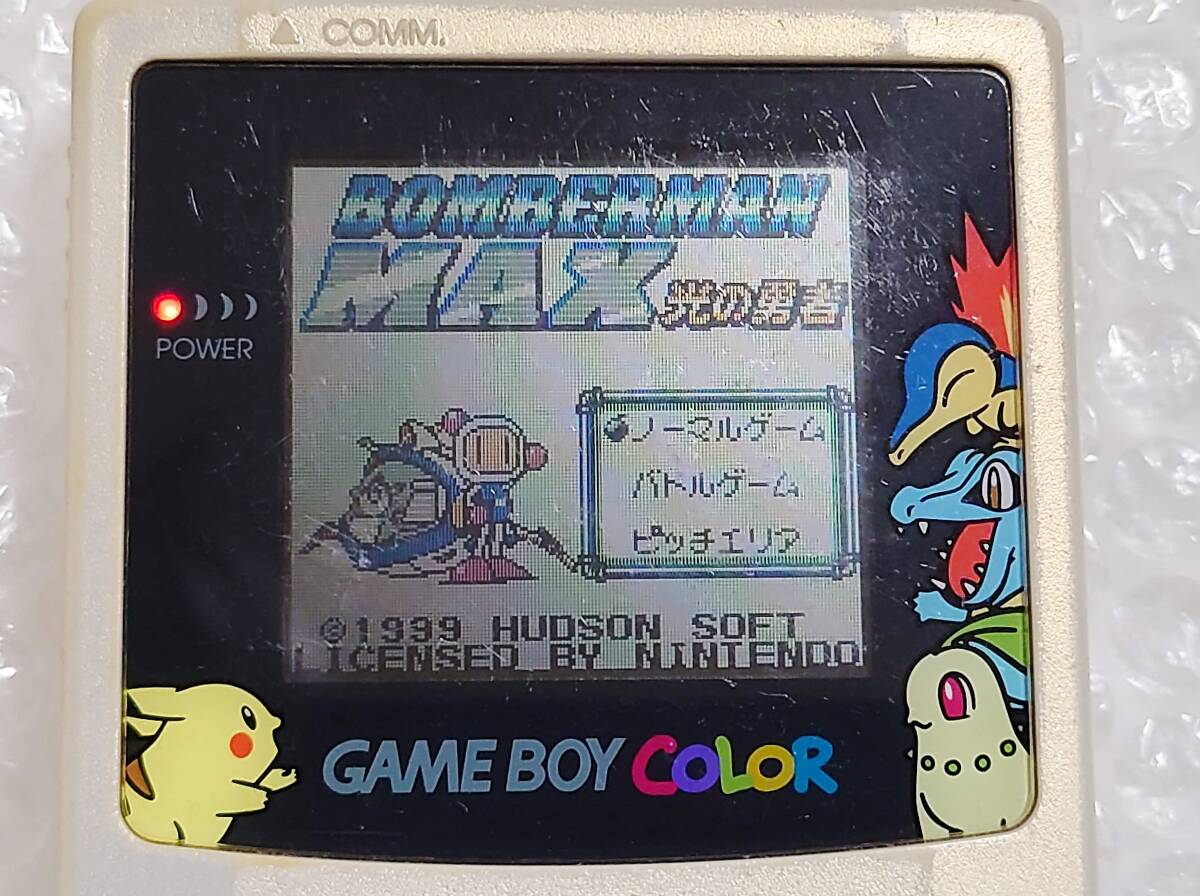 ▲ COMM.
BOMBERMAN
MAX 光の勇者
POWER
ノーマルゲーム
バトルゲーム
ピッチエリア
©1999 HUDSON SOFT
LICENSED BY NINTENDO
GAME BOY COLOR